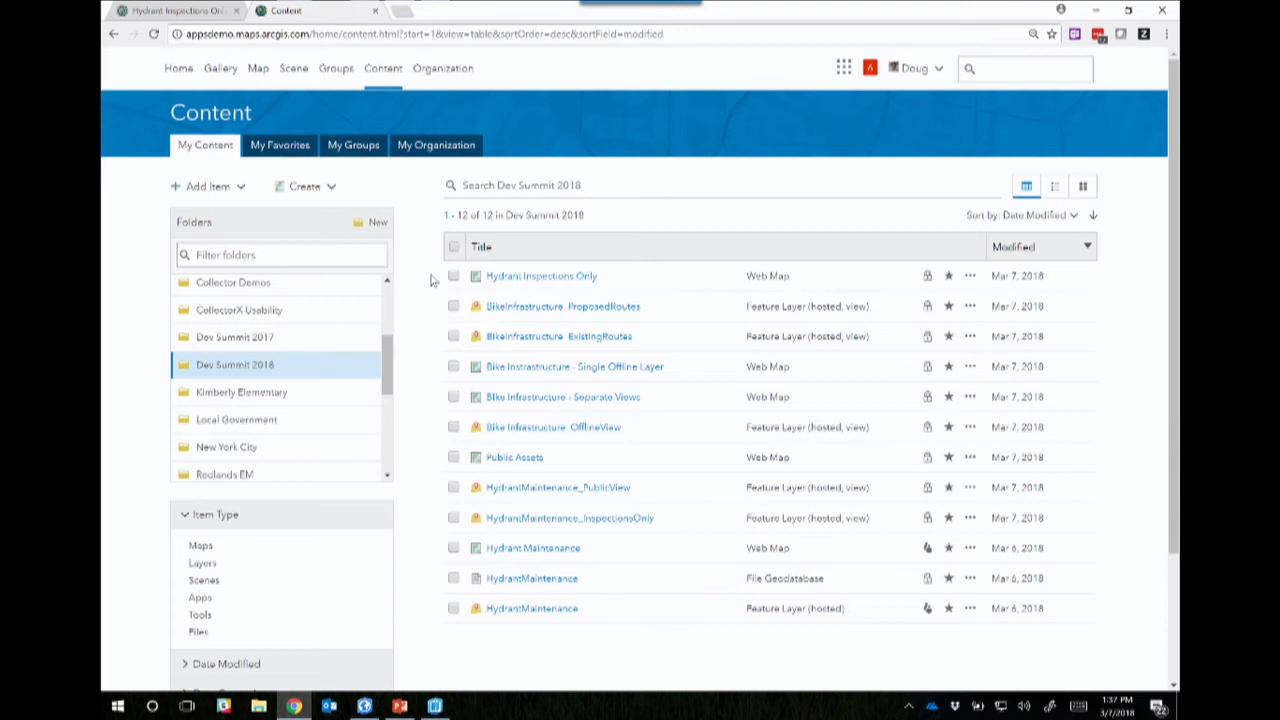 Hydrant Inspections Onl
Content
appsdemo.maps.arcgis.com/home/content.html?start=1&view=table&sortOrder=desc&sortField=modified
Home Gallery Map Scene Groups Content Organization
Doug
Content
My Content My Favorites My Groups My Organization
Add Item Create
Search Dev Summit 2018
Folders New
1 - 12 of 12 in Dev Summit 2018
Sort by: Date Modified
Filter folders
Title Modified
Collector Demos
CollectorX Usability
Dev Summit 2017
Dev Summit 2018
Kimberly Elementary
Local Government
New York City
Redlands EM
Hydrant Inspections Only Web Map Mar 7, 2018
BikeInfrastructure ProposedRoutes Feature Layer (hosted, view) Mar 7, 2018
BikeInfrastructure ExistingRoutes Feature Layer (hosted, view) Mar 7, 2018
Bike Instrastructure - Single Offline Layer Web Map Mar 7, 2018
Bike Infrastructure - Separate Views Web Map Mar 7, 2018
Bike Infrastructure OfflineView Feature Layer (hosted, view) Mar 7, 2018
Public Assets Web Map Mar 7, 2018
HydrantMaintenance_PublicView Feature Layer (hosted, view) Mar 7, 2018
HydrantMaintenance_InspectionsOnly Feature Layer (hosted, view) Mar 7, 2018
Hydrant Maintenance Web Map Mar 6, 2018
HydrantMaintenance File Geodatabase Mar 6, 2018
HydrantMaintenance Feature Layer (hosted) Mar 6, 2018
Item Type
Maps
Layers
Scenes
Apps
Tools
Files
Date Modified
1:37 PM
3/7/2018
22